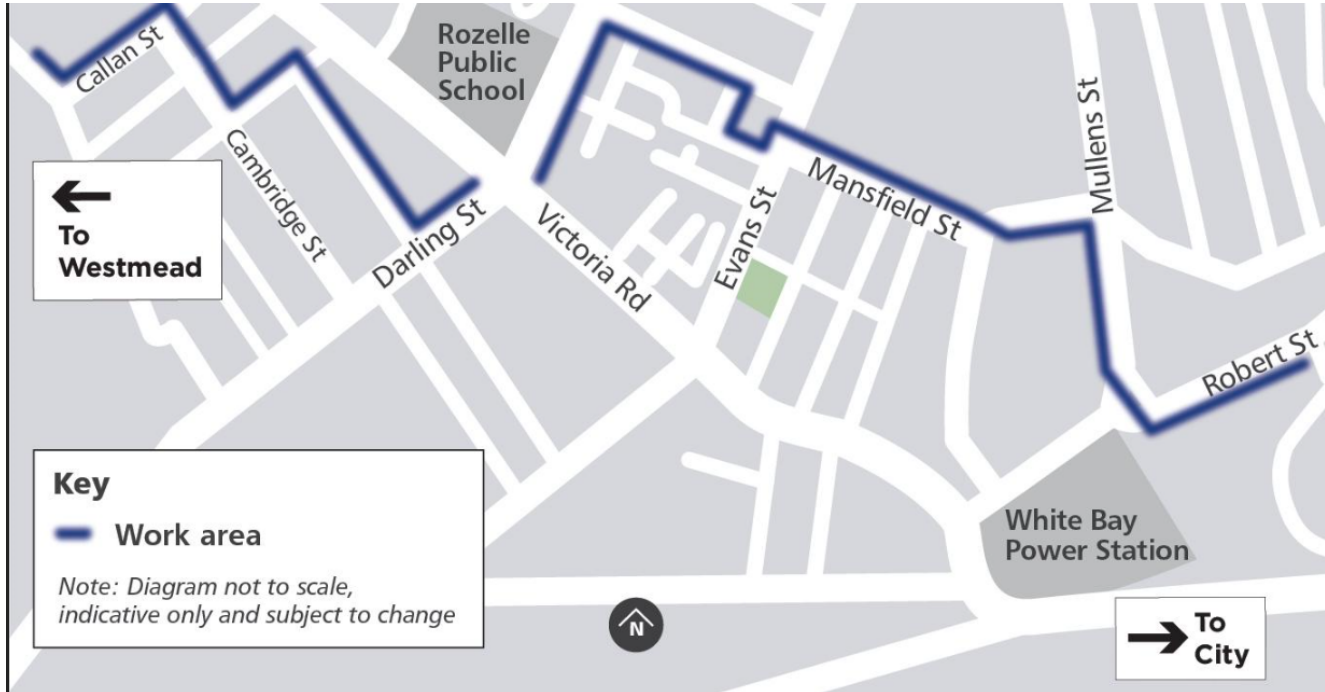 Rozelle
Public
School
Callan St
Cambridge St
Darling St
Victoria Rd
Evans St
Mansfield St
Mullens St
Robert St
To
Westmead
White Bay
Power Station
Key
Work area
Note: Diagram not to scale,
indicative only and subject to change
N
To
City